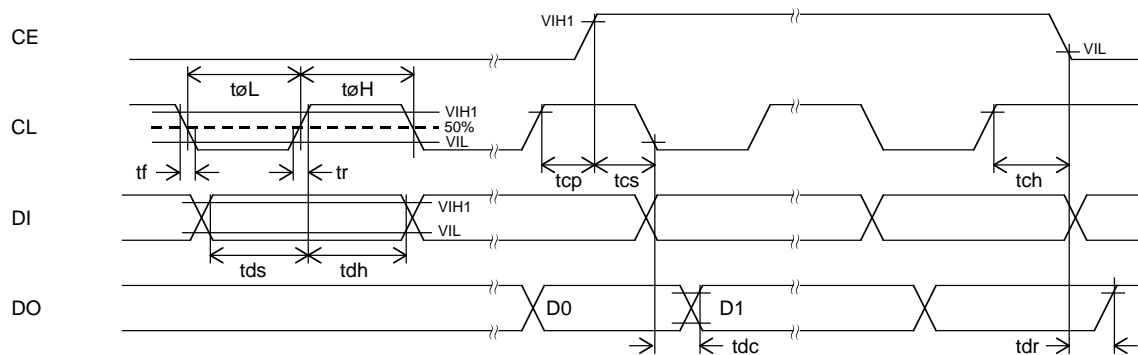 CE
VIH1
VIL
tøL
tøH
CL
VIH1
50%
VIL
tf
tr
tcp
tcs
tch
DI
VIH1
VIL
tds
tdh
DO
D0
D1
tdc
tdr